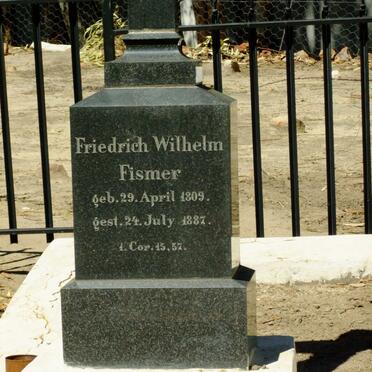 Friedrich Wilhelm
Fismer
geb. 29. April 1809.
gest. 24. July 1887.
1. Cor. 15, 57.